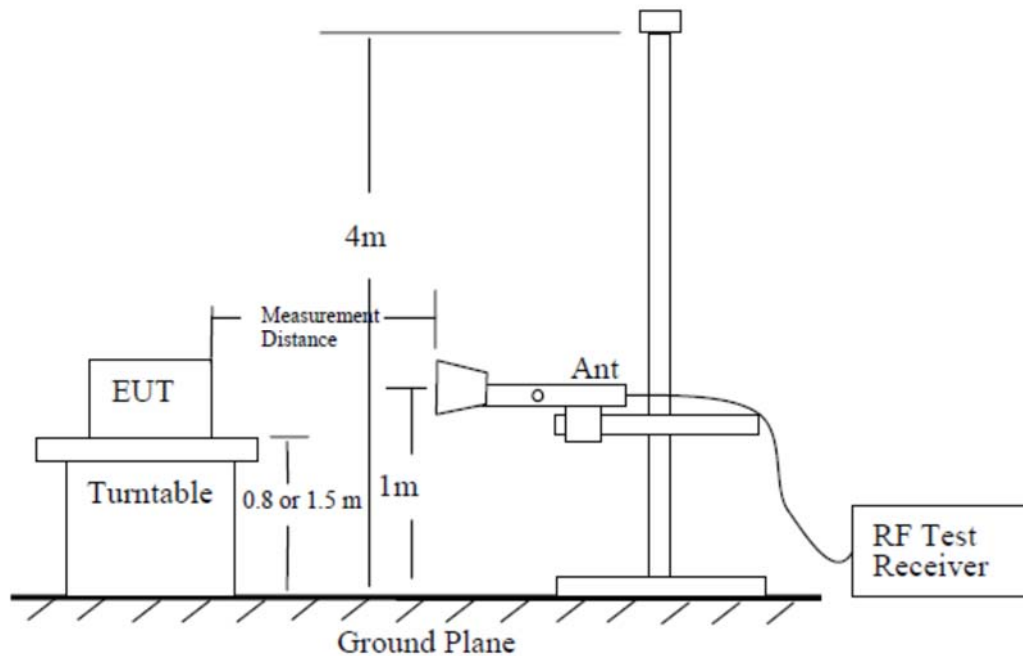 4m
Measurement
Distance
Ant
EUT
Turntable
0.8 or 1.5 m
1m
RF Test
Receiver
Ground Plane